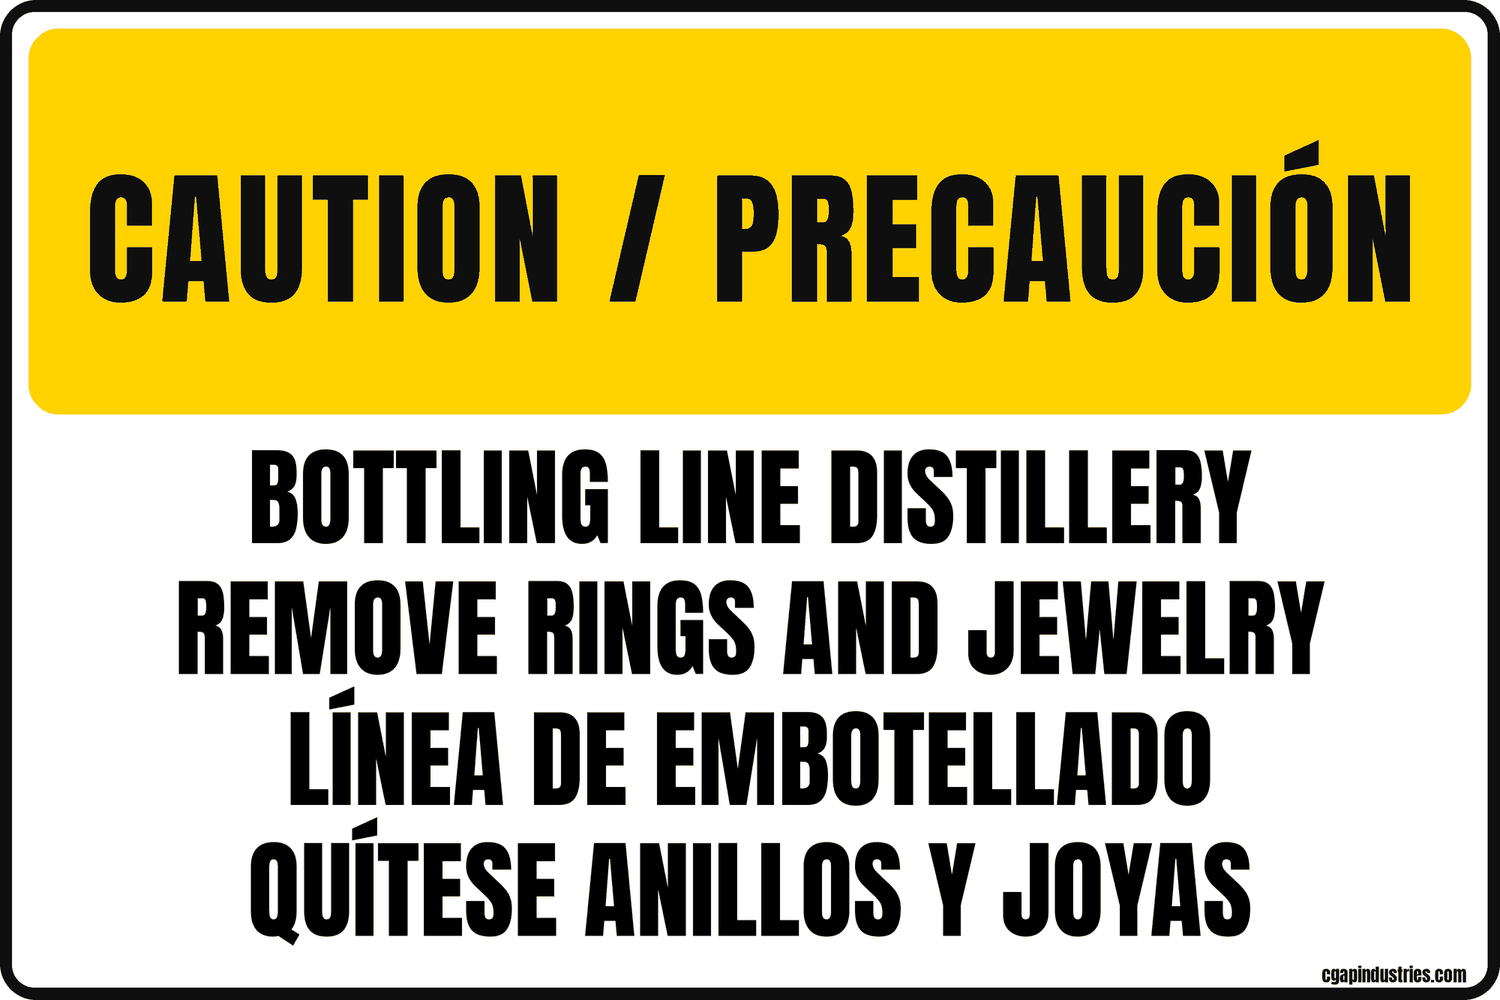 CAUTION / PRECAUCIÓN
BOTTLING LINE DISTILLERY
REMOVE RINGS AND JEWELRY
LÍNEA DE EMBOTELLADO
QUÍTESE ANILLOS Y JOYAS
cgapindustries.com